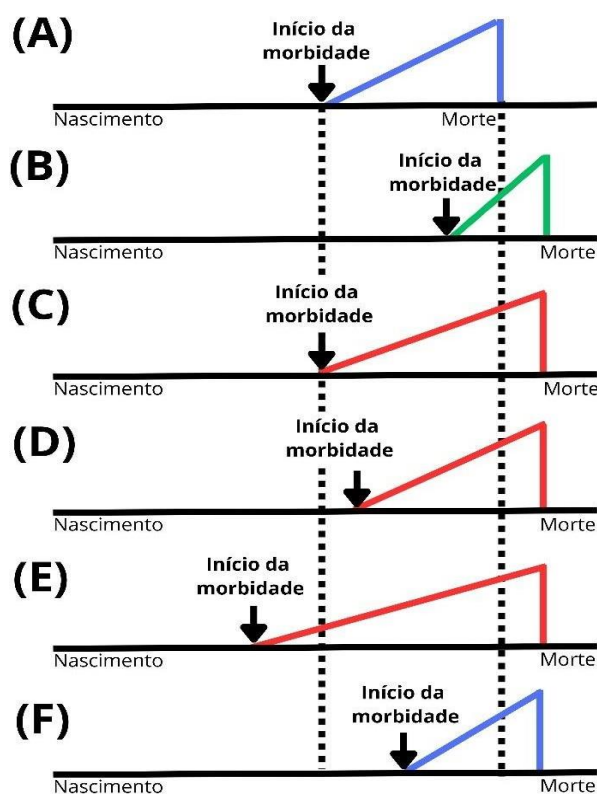 (A)
Início da
morbidade
Nascimento
Morte
(B)
Início da
morbidade
Nascimento
Morte
(C)
Início da
morbidade
Nascimento
Morte
(D)
Início da
morbidade
Nascimento
Morte
(E)
Início da
morbidade
Nascimento
Morte
(F)
Início da
morbidade
Nascimento
Morte